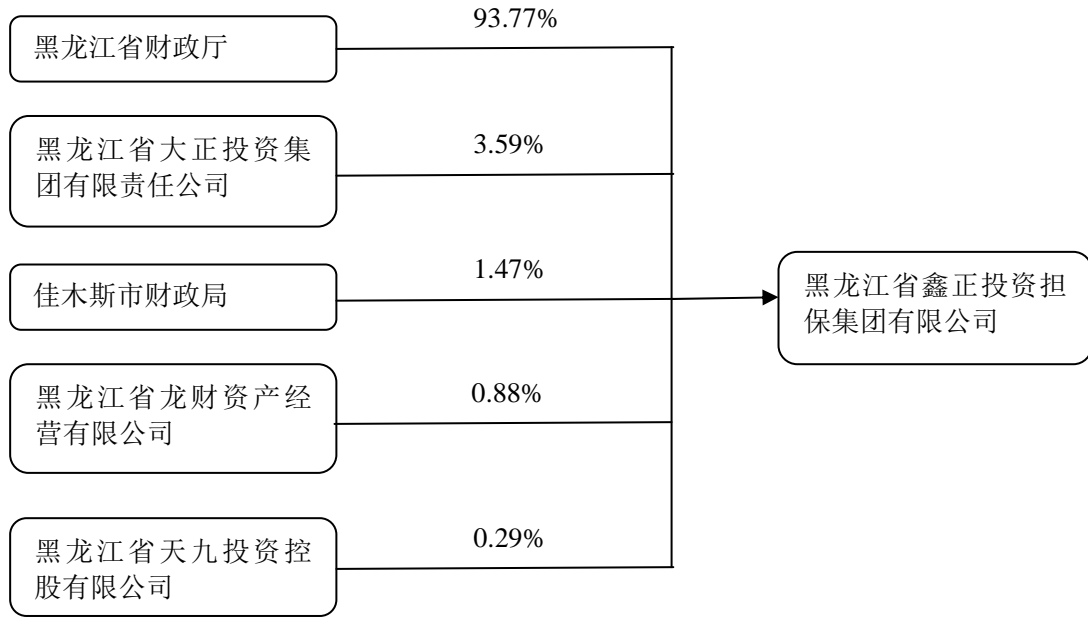 93.77%
黑龙江省财政厅
3.59%
黑龙江省大正投资集
团有限责任公司
1.47%
佳木斯市财政局
黑龙江省鑫正投资担
保集团有限公司
0.88%
黑龙江省龙财资产经
营有限公司
0.29%
黑龙江省天九投资控
股有限公司